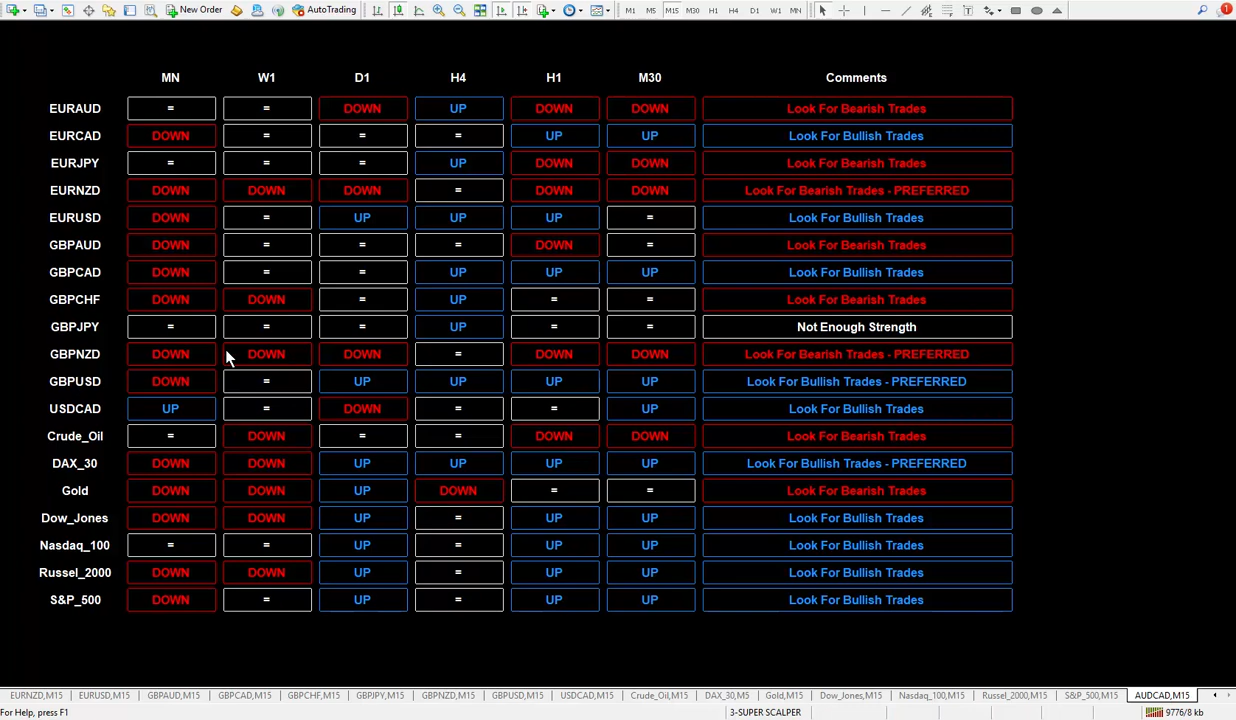 New Order AutoTrading M1 M5 M15 M30 H1 H4 D1 W1 MN 1
MN W1 D1 H4 H1 M30 Comments
EURAUD = = DOWN UP DOWN DOWN Look For Bearish Trades
EURCAD DOWN = = = UP UP Look For Bullish Trades
EURJPY = = = UP DOWN DOWN Look For Bearish Trades
EURNZD DOWN DOWN DOWN = DOWN DOWN Look For Bearish Trades - PREFERRED
EURUSD DOWN = UP UP UP = Look For Bullish Trades
GBPAUD DOWN = = = DOWN = Look For Bearish Trades
GBPCAD DOWN = = UP UP UP Look For Bullish Trades
GBPCHF DOWN DOWN = UP = = Look For Bearish Trades
GBPJPY = = = UP = = Not Enough Strength
GBPNZD DOWN DOWN DOWN = DOWN DOWN Look For Bearish Trades - PREFERRED
GBPUSD DOWN = UP UP UP UP Look For Bullish Trades - PREFERRED
USDCAD UP = DOWN = = UP Look For Bullish Trades
Crude_Oil = DOWN = = DOWN DOWN Look For Bearish Trades
DAX_30 DOWN DOWN UP UP UP UP Look For Bullish Trades - PREFERRED
Gold DOWN DOWN UP DOWN = = Look For Bearish Trades
Dow_Jones DOWN DOWN UP = UP UP Look For Bullish Trades
Nasdaq_100 = = UP = UP UP Look For Bullish Trades
Russel_2000 DOWN DOWN UP = UP UP Look For Bullish Trades
S&P_500 DOWN = UP = UP UP Look For Bullish Trades
EURNZD,M15 EURUSD,M15 GBPAUD,M15 GBPCAD,M15 GBPCHF,M15 GBPJPY,M15 GBPNZD,M15 GBPUSD,M15 USDCAD,M15 Crude_Oil,M15 DAX_30,M5 Gold,M15 Dow_Jones,M15 Nasdaq_100,M15 Russel_2000,M15 S&P_500,M15 AUDCAD,M15
For Help, press F1 3-SUPER SCALPER 9776/8 kb